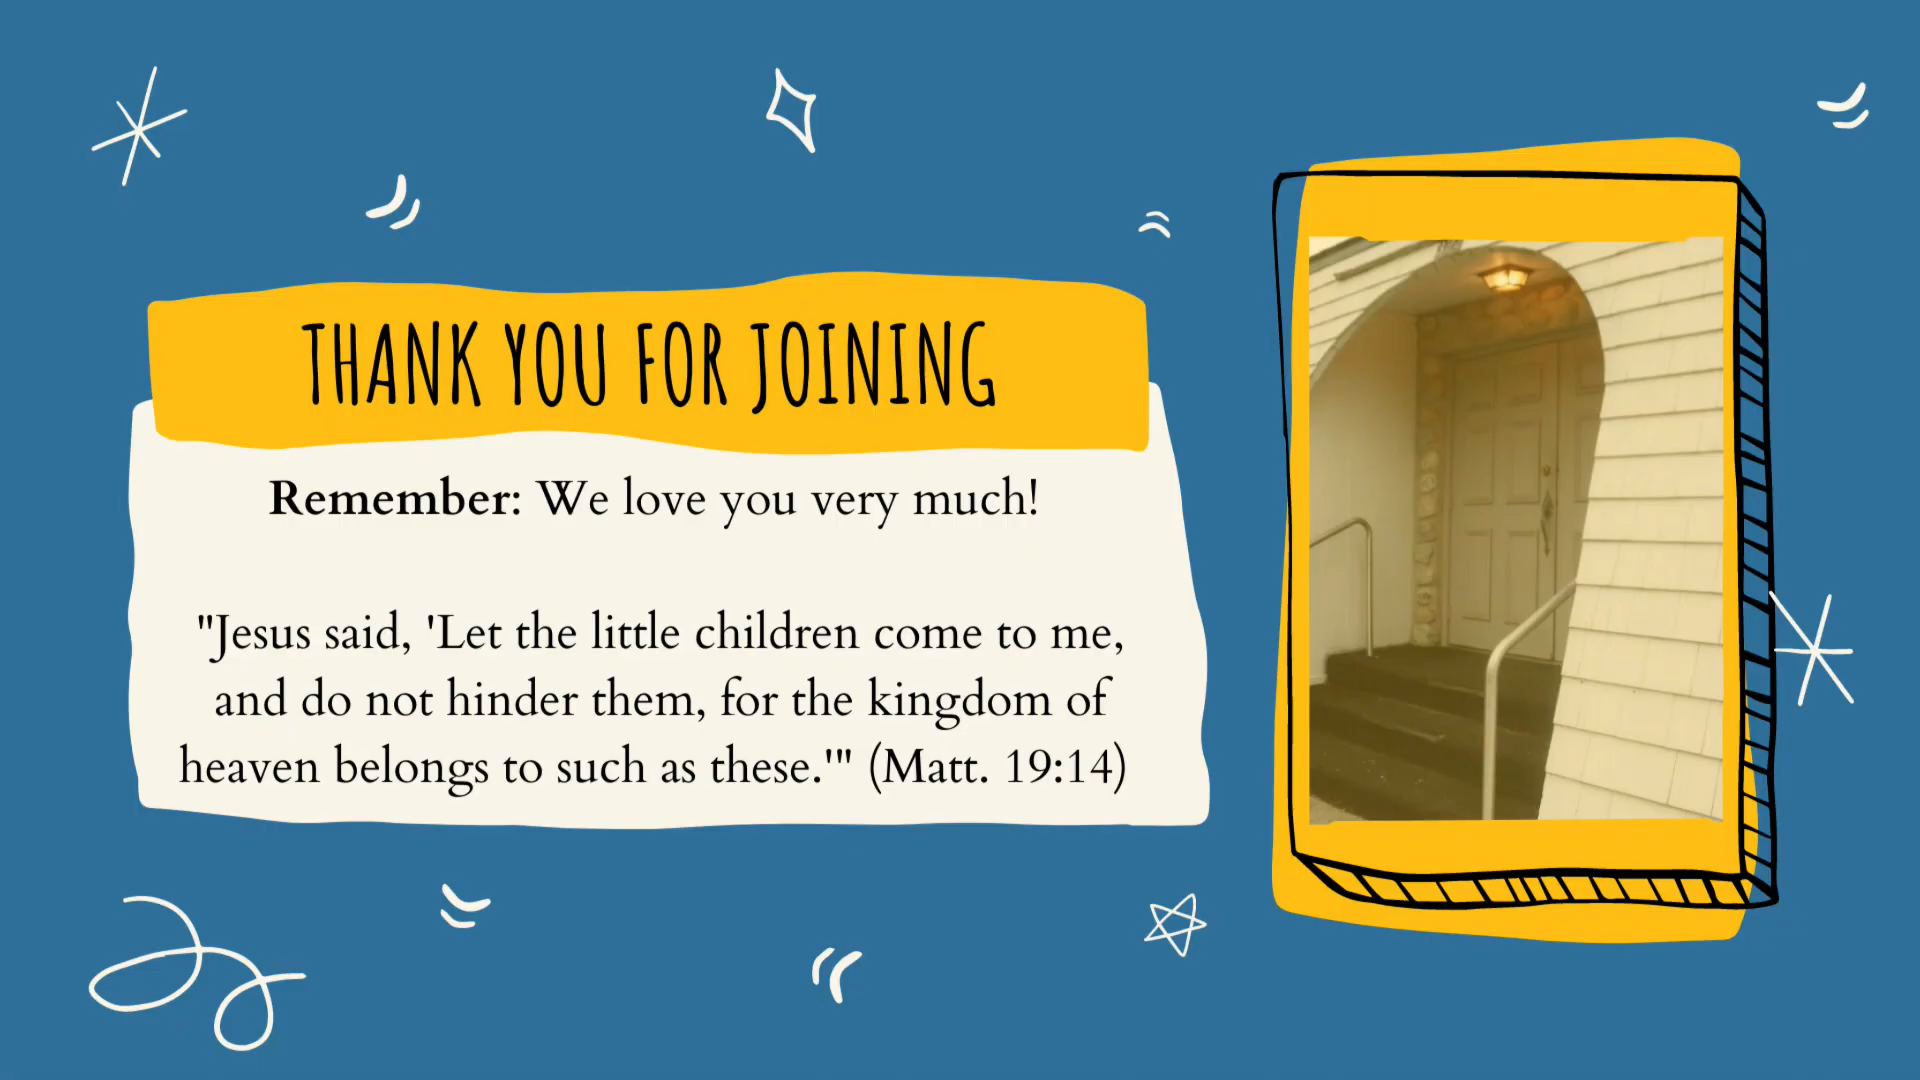 THANK YOU FOR JOINING
Remember: We love you very much!
"Jesus said, 'Let the little children come to me,
and do not hinder them, for the kingdom of
heaven belongs to such as these.'" (Matt. 19:14)